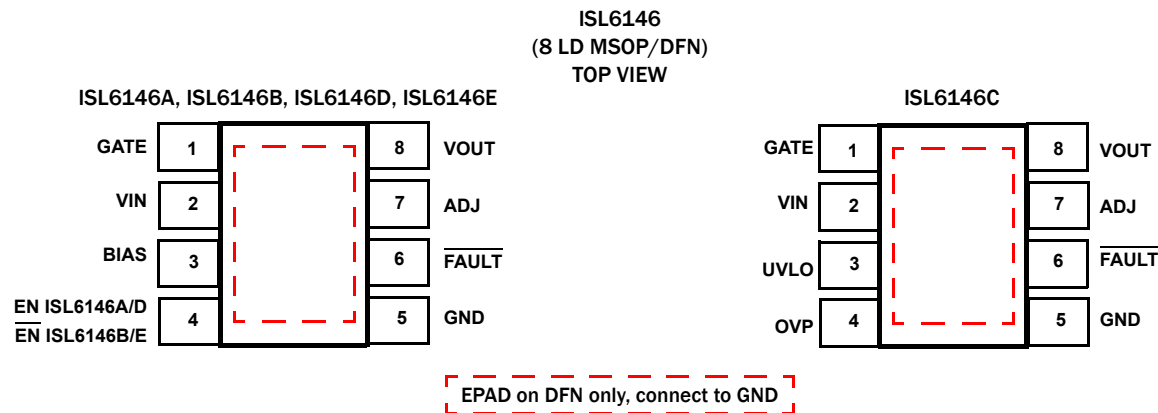 ISL6146
(8 LD MSOP/DFN)
TOP VIEW
ISL6146A, ISL6146B, ISL6146D, ISL6146E
GATE 1 8 VOUT
VIN 2 7 ADJ
BIAS 3 6 FAULT
EN ISL6146A/D
EN ISL6146B/E 4 5 GND
ISL6146C
GATE 1 8 VOUT
VIN 2 7 ADJ
UVLO 3 6 FAULT
OVP 4 5 GND
EPAD on DFN only, connect to GND